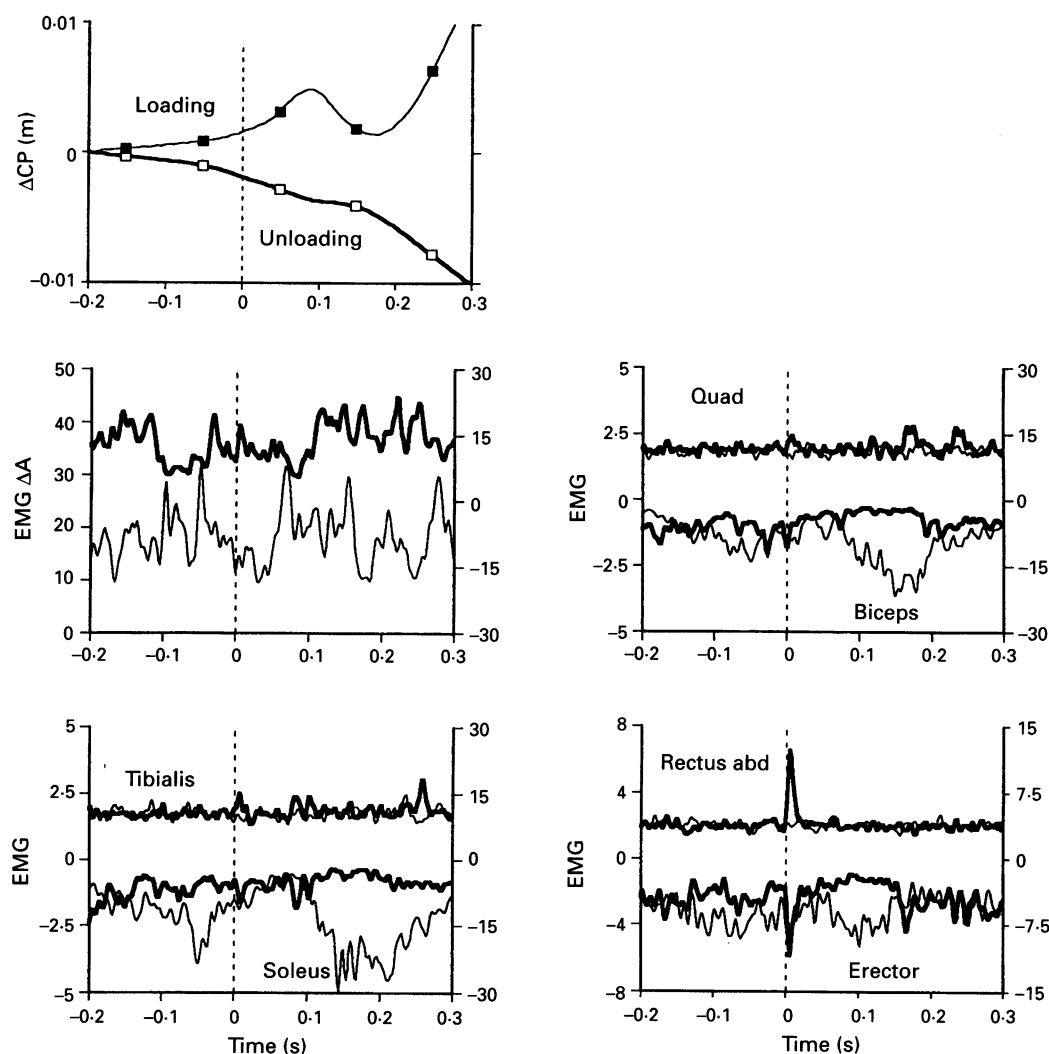 0·01
0
−0·01
ΔCP (m)
Loading
Unloading
−0·2 −0·1 0 0·1 0·2 0·3
50
40
30
20
10
0
EMG ΔA
30
15
0
−15
−30
−0·2 −0·1 0 0·1 0·2 0·3
5
2·5
0
−2·5
−5
EMG
Quad
Biceps
30
15
0
−15
−30
−0·2 −0·1 0 0·1 0·2 0·3
5
2·5
0
−2·5
−5
EMG
Tibialis
Soleus
30
15
0
−15
−30
−0·2 −0·1 0 0·1 0·2 0·3
Time (s)
8
4
0
−4
−8
EMG
Rectus abd
Erector
15
7·5
0
−7·5
−15
−0·2 −0·1 0 0·1 0·2 0·3
Time (s)